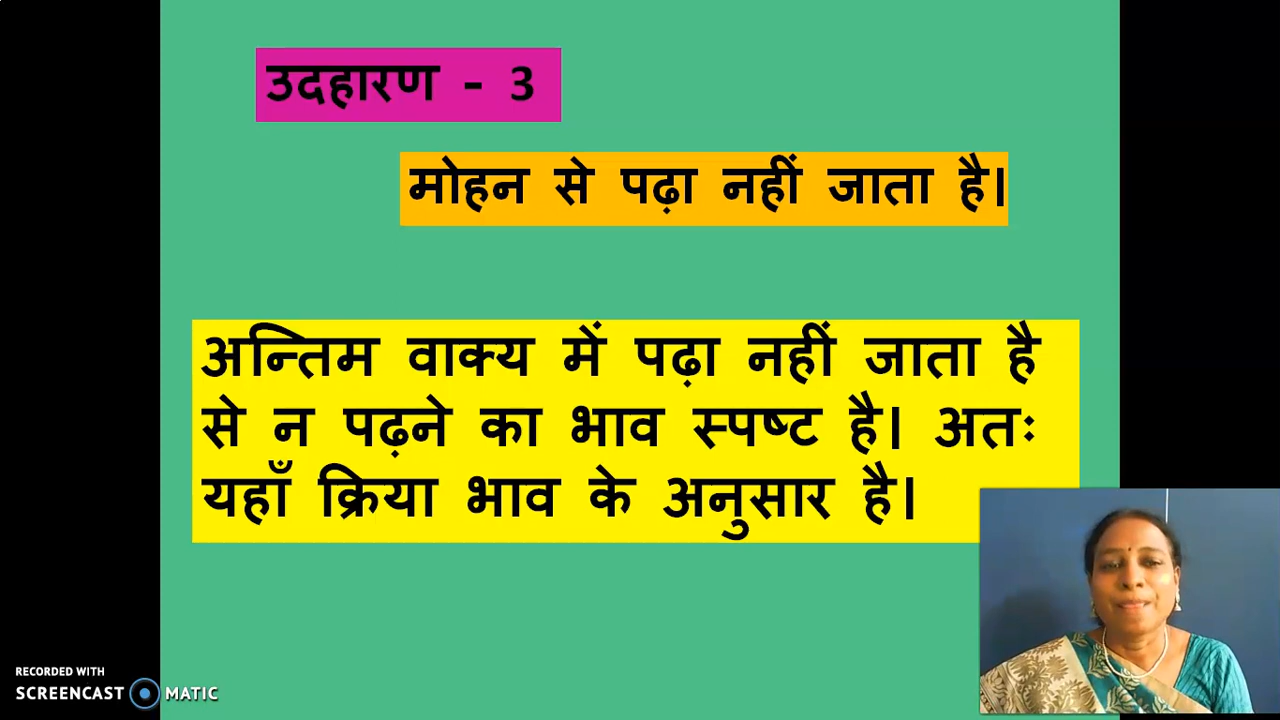 उदहारण - 3
मोहन से पढ़ा नहीं जाता है।
अन्तिम वाक्य में पढ़ा नहीं जाता है
से न पढ़ने का भाव स्पष्ट है। अतः
यहाँ क्रिया भाव के अनुसार है।
RECORDED WITH
SCREENCAST MATIC